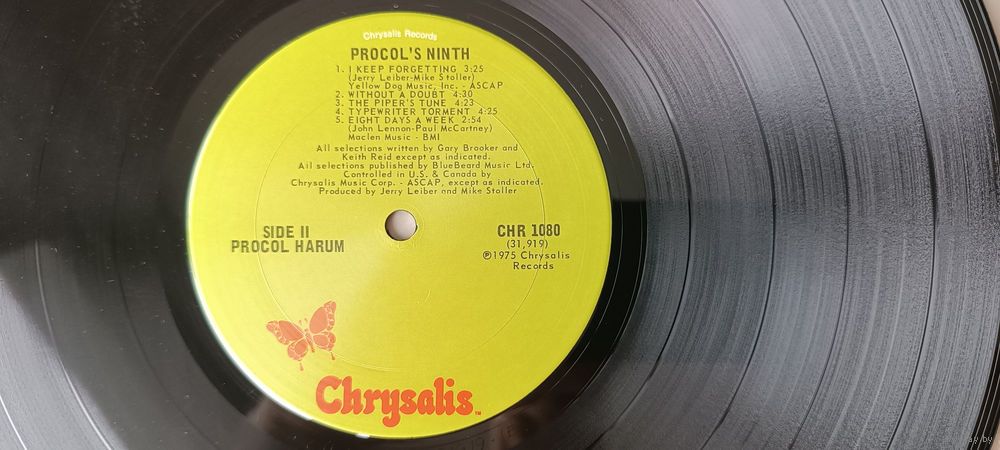 Chrysalis Records
PROCOL'S NINTH
1. I KEEP FORGETTING 3:25
(Jerry Leiber-Mike Stoller)
Yellow Dog Music, Inc. - ASCAP
2. WITHOUT A DOUBT 4:30
3. THE PIPER'S TUNE 4:23
4. TYPEWRITER TORMENT 4:25
5. EIGHT DAYS A WEEK 2:54
(John Lennon-Paul McCartney)
Maclen Music - BMI
All selections written by Gary Brooker and
Keith Reid except as indicated.
All selections published by BlueBeard Music Ltd.
Controlled in U.S. & Canada by
Chrysalis Music Corp. - ASCAP, except as indicated.
Produced by Jerry Leiber and Mike Stoller
SIDE II
PROCOL HARUM
CHR 1080
(31,919)
℗1975 Chrysalis
Records
Chrysalis™